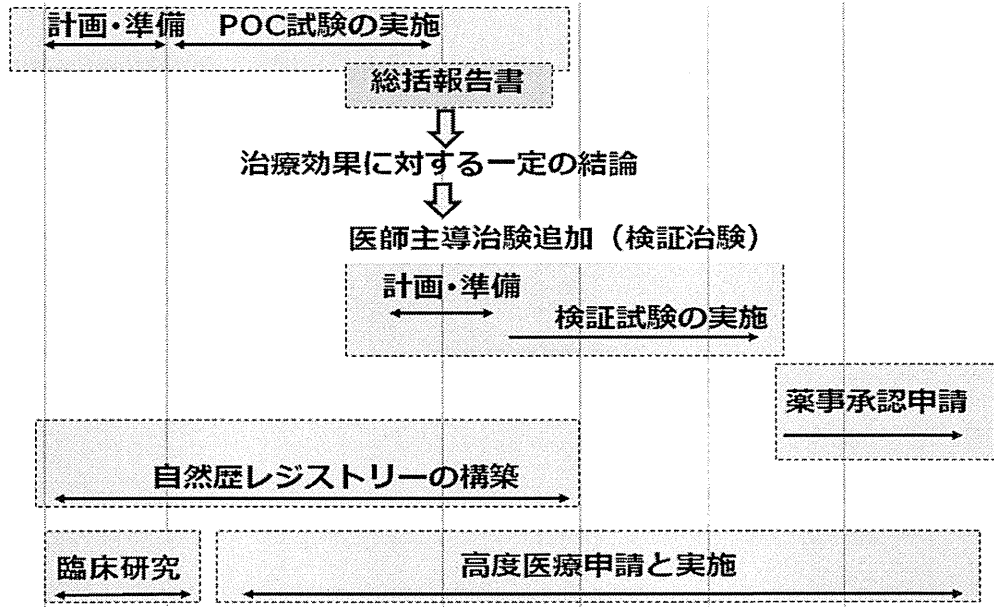 計画・準備 POC試験の実施
総括報告書
治療効果に対する一定の結論
医師主導治験追加（検証治験）
計画・準備
検証試験の実施
薬事承認申請
自然歴レジストリーの構築
臨床研究
高度医療申請と実施